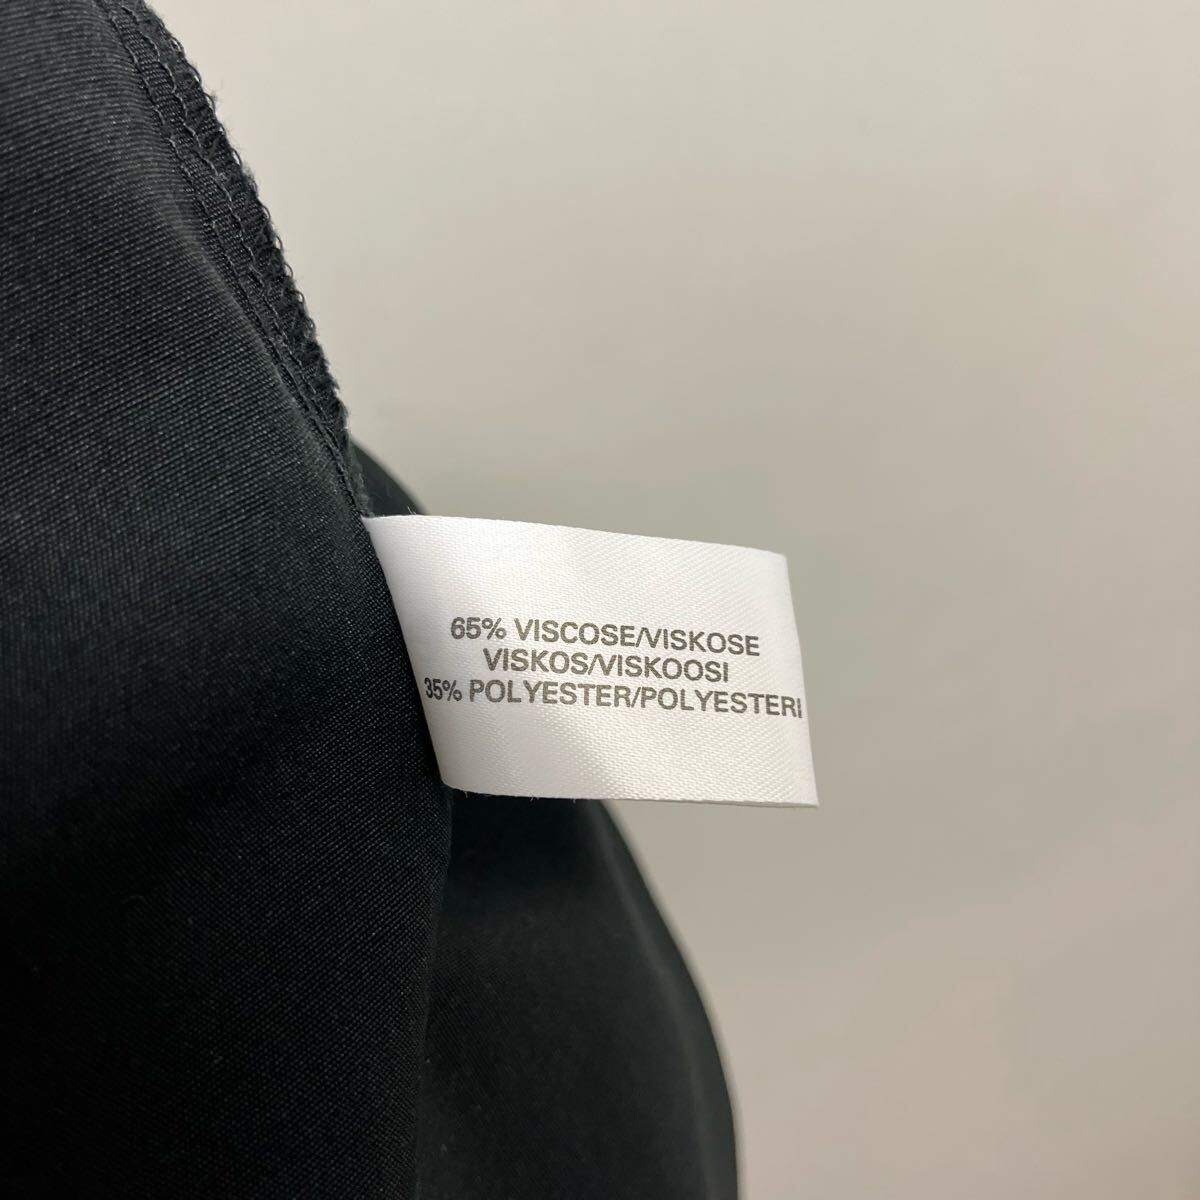 65% VISCOSE/VISKOSE
VISKOS/VISKOOSI
35% POLYESTER/POLYESTERI